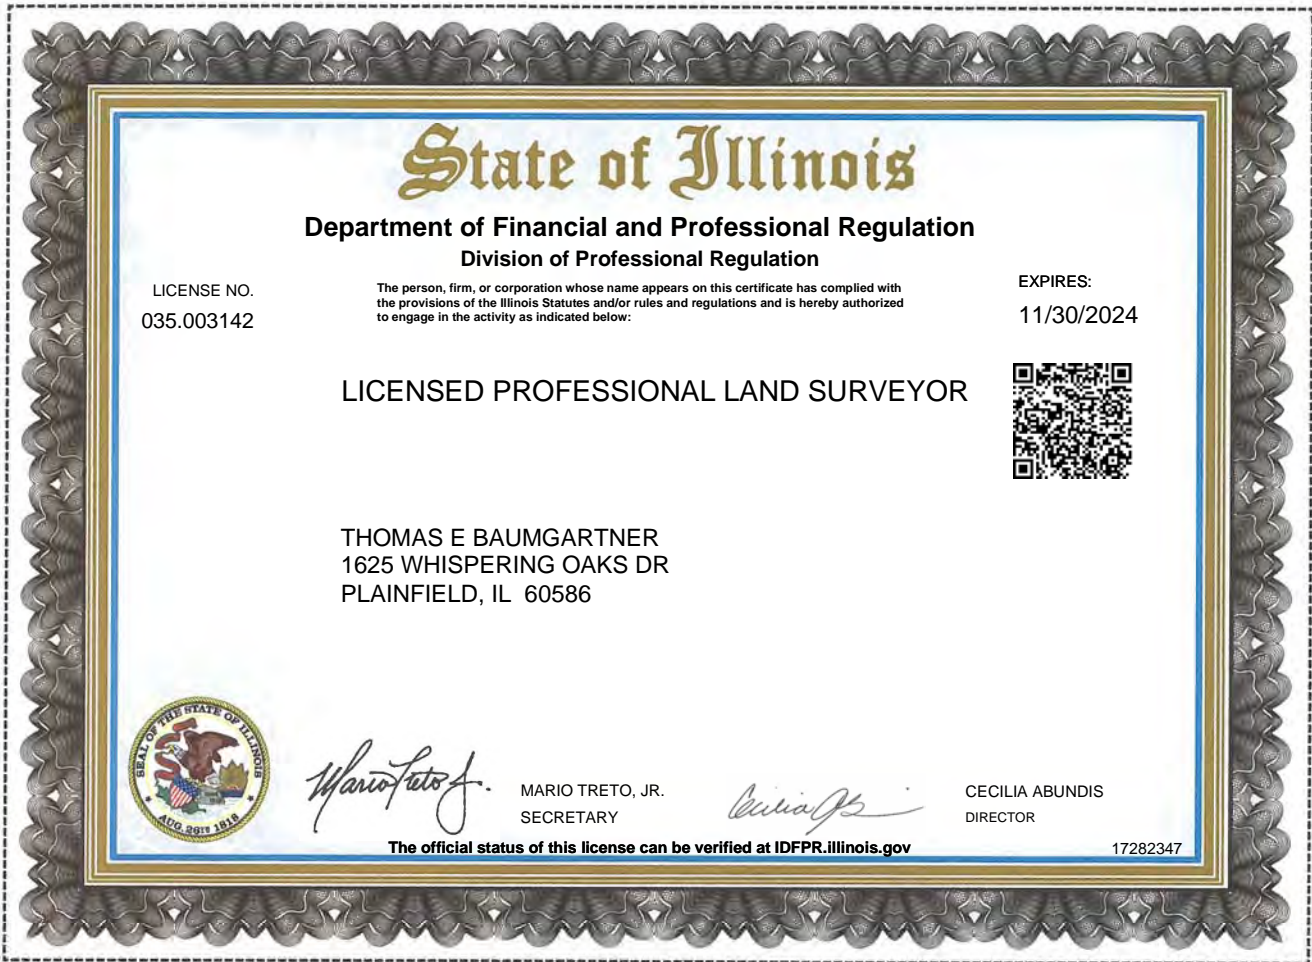 State of Illinois
Department of Financial and Professional Regulation
Division of Professional Regulation
LICENSE NO.
035.003142
The person, firm, or corporation whose name appears on this certificate has complied with
the provisions of the Illinois Statutes and/or rules and regulations and is hereby authorized
to engage in the activity as indicated below:
EXPIRES:
11/30/2024
LICENSED PROFESSIONAL LAND SURVEYOR
THOMAS E BAUMGARTNER
1625 WHISPERING OAKS DR
PLAINFIELD, IL 60586
SEAL OF THE STATE OF ILLINOIS
AUG. 26TH 1818
Mario Treto Jr.
MARIO TRETO, JR.
SECRETARY
CECILIA ABUNDIS
DIRECTOR
The official status of this license can be verified at IDFPR.illinois.gov
17282347